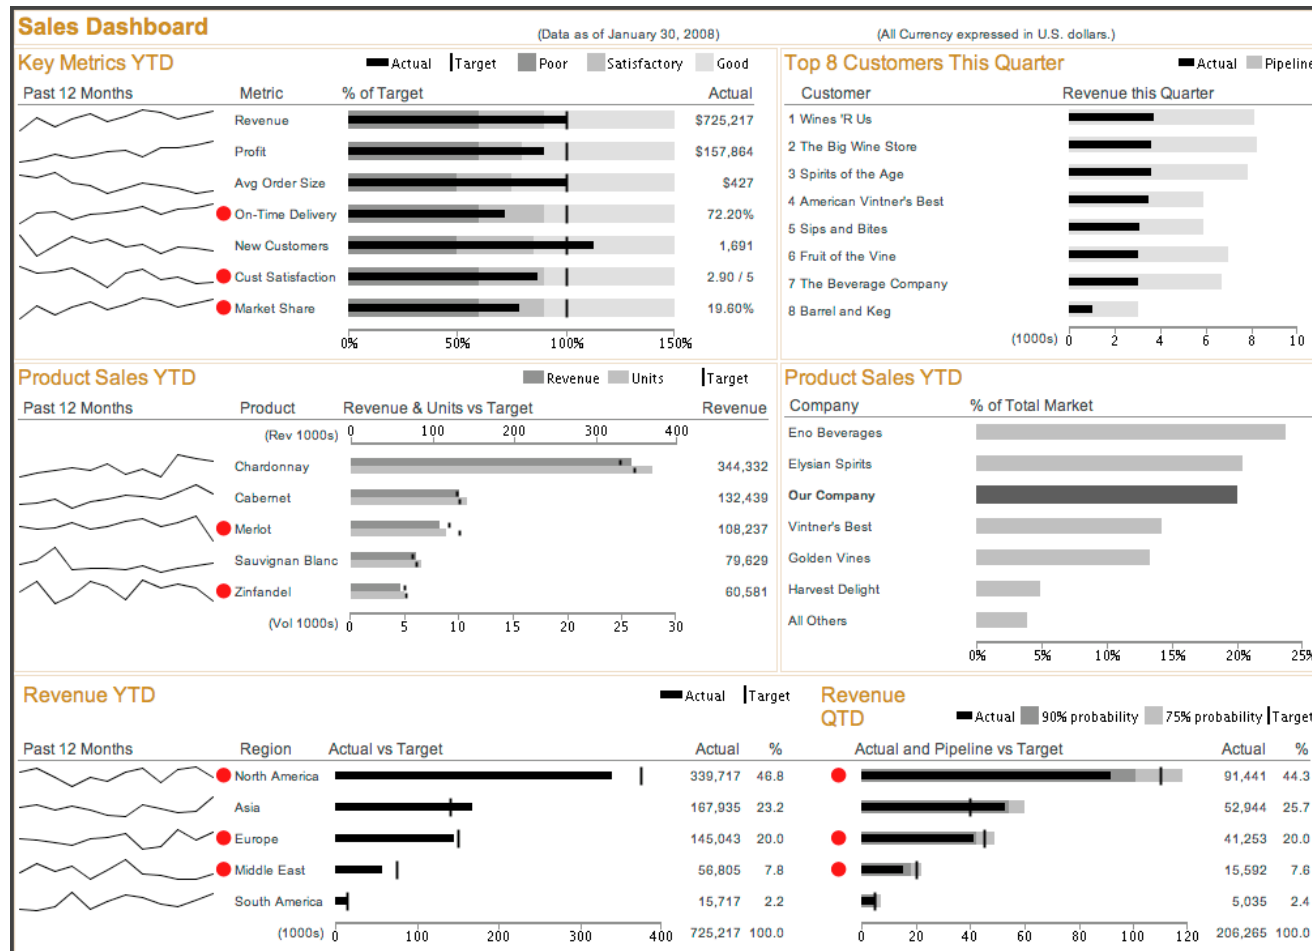 Sales Dashboard (Data as of January 30, 2008) (All Currency expressed in U.S. dollars.)
Key Metrics YTD Actual Target Poor Satisfactory Good
Past 12 Months Metric % of Target Actual
Revenue $725,217
Profit $157,864
Avg Order Size $427
On-Time Delivery 72.20%
New Customers 1,691
Cust Satisfaction 2.90 / 5
Market Share 19.60%
0% 50% 100% 150%
Top 8 Customers This Quarter Actual Pipeline
Customer Revenue this Quarter
1 Wines 'R Us
2 The Big Wine Store
3 Spirits of the Age
4 American Vintner's Best
5 Sips and Bites
6 Fruit of the Vine
7 The Beverage Company
8 Barrel and Keg
(1000s) 0 2 4 6 8 10
Product Sales YTD Revenue Units Target
Past 12 Months Product Revenue & Units vs Target Revenue
(Rev 1000s) 0 100 200 300 400
Chardonnay 344,332
Cabernet 132,439
Merlot 108,237
Sauvignan Blanc 79,629
Zinfandel 60,581
(Vol 1000s) 0 5 10 15 20 25 30
Product Sales YTD
Company % of Total Market
Eno Beverages
Elysian Spirits
Our Company
Vintner's Best
Golden Vines
Harvest Delight
All Others
0% 5% 10% 15% 20% 25%
Revenue YTD Actual Target
Past 12 Months Region Actual vs Target Actual %
North America 339,717 46.8
Asia 167,935 23.2
Europe 145,043 20.0
Middle East 56,805 7.8
South America 15,717 2.2
(1000s) 0 100 200 300 400 725,217 100.0
Revenue
QTD Actual 90% probability 75% probability Target
Actual and Pipeline vs Target Actual %
91,441 44.3
52,944 25.7
41,253 20.0
15,592 7.6
5,035 2.4
0 20 40 60 80 100 120 206,265 100.0